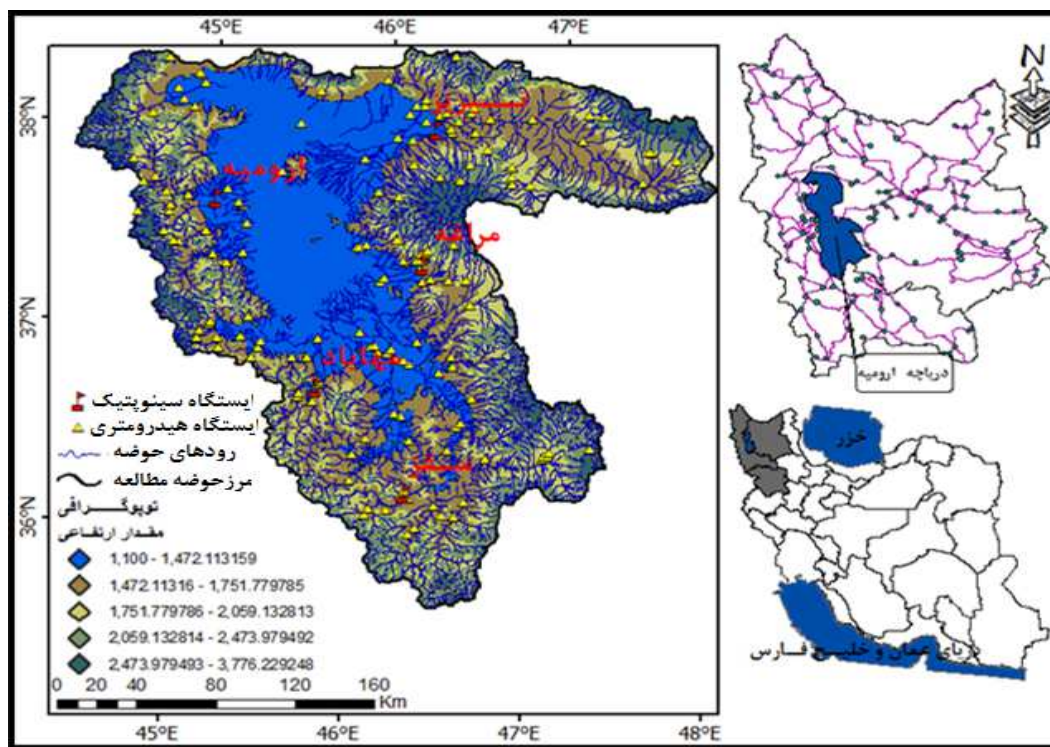 45°E 46°E 47°E
38°N
38°N
37°N
37°N
36°N
36°N
تبریز
ارومیه
مراغه
مهاباد
سقز
ایستگاه سینوپتیک
ایستگاه هیدرومتری
رودهای حوضه
مرزحوضه مطالعه
توپوگرافی
مقدار ارتفاعی
1,100 - 1,472.113159
1,472.11316 - 1,751.779785
1,751.779786 - 2,059.132813
2,059.132814 - 2,473.979492
2,473.979493 - 3,776.229248
0 20 40 80 120 160
Km
45°E 46°E 47°E 48°E
N
دریاچه ارومیه
خزر
دریای عمان و خلیج فارس